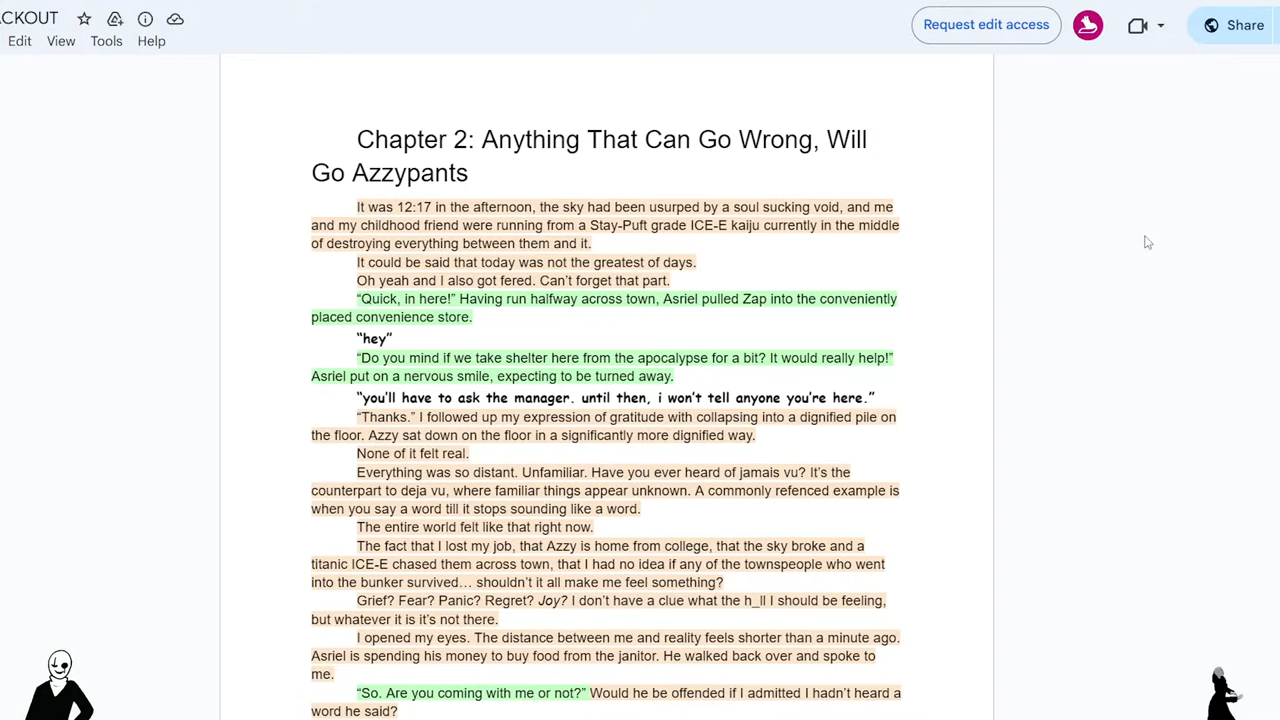 CKOUT
Request edit access
Share
Edit View Tools Help
Chapter 2: Anything That Can Go Wrong, Will
Go Azzypants
It was 12:17 in the afternoon, the sky had been usurped by a soul sucking void, and me
and my childhood friend were running from a Stay-Puft grade ICE-E kaiju currently in the middle
of destroying everything between them and it.
It could be said that today was not the greatest of days.
Oh yeah and I also got fered. Can't forget that part.
“Quick, in here!” Having run halfway across town, Asriel pulled Zap into the conveniently
placed convenience store.
“hey”
“Do you mind if we take shelter here from the apocalypse for a bit? It would really help!”
Asriel put on a nervous smile, expecting to be turned away.
“you'll have to ask the manager. until then, i won't tell anyone you're here.”
“Thanks.” I followed up my expression of gratitude with collapsing into a dignified pile on
the floor. Azzy sat down on the floor in a significantly more dignified way.
None of it felt real.
Everything was so distant. Unfamiliar. Have you ever heard of jamais vu? It's the
counterpart to deja vu, where familiar things appear unknown. A commonly refenced example is
when you say a word till it stops sounding like a word.
The entire world felt like that right now.
The fact that I lost my job, that Azzy is home from college, that the sky broke and a
titanic ICE-E chased them across town, that I had no idea if any of the townspeople who went
into the bunker survived… shouldn't it all make me feel something?
Grief? Fear? Panic? Regret? Joy? I don't have a clue what the h_ll I should be feeling,
but whatever it is it's not there.
I opened my eyes. The distance between me and reality feels shorter than a minute ago.
Asriel is spending his money to buy food from the janitor. He walked back over and spoke to
me.
“So. Are you coming with me or not?” Would he be offended if I admitted I hadn't heard a
word he said?